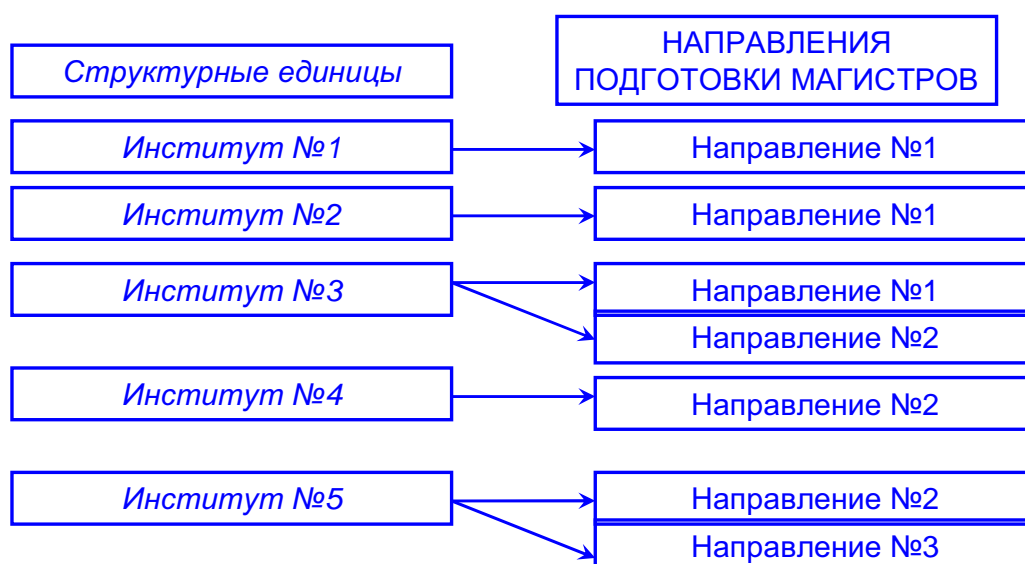 Структурные единицы
НАПРАВЛЕНИЯ
ПОДГОТОВКИ МАГИСТРОВ
Институт №1
Направление №1
Институт №2
Направление №1
Институт №3
Направление №1
Направление №2
Институт №4
Направление №2
Институт №5
Направление №2
Направление №3